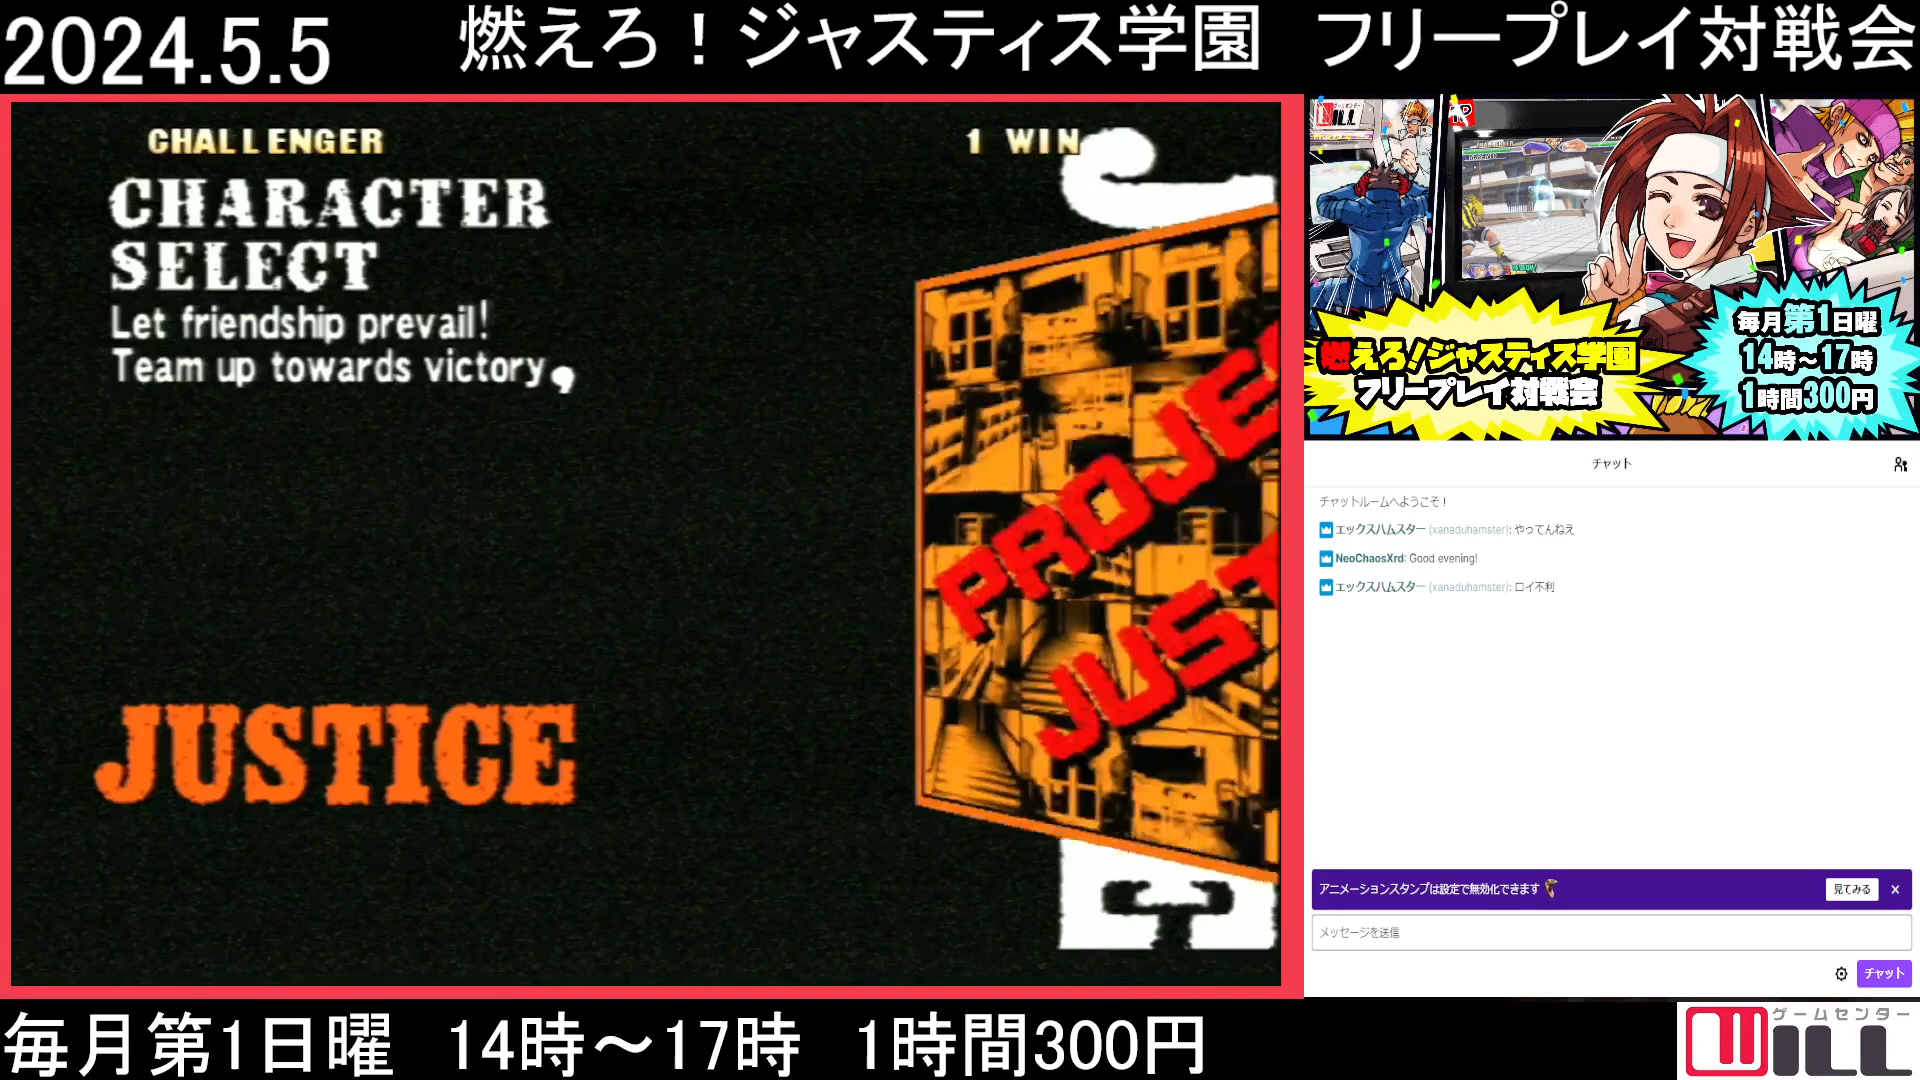 2024.5.5 燃えろ！ジャスティス学園 フリープレイ対戦会
CHALLENGER
1 WIN
CHARACTER
SELECT
Let friendship prevail!
Team up towards victory,
JUSTICE
PROJE
JUST
ゲームセンター
WILL
燃えろ!ジャスティス学園
フリープレイ対戦会
毎月第1日曜
14時～17時
1時間300円
チャット
チャットルームへようこそ！
エックスハムスター (xanaduhamster): やってんねえ
NeoChaosXrd: Good evening!
エックスハムスター (xanaduhamster): ロイ不利
アニメーションスタンプは設定で無効化できます
見てみる
メッセージを送信
チャット
毎月第1日曜 14時～17時 1時間300円
ゲームセンター
WILL